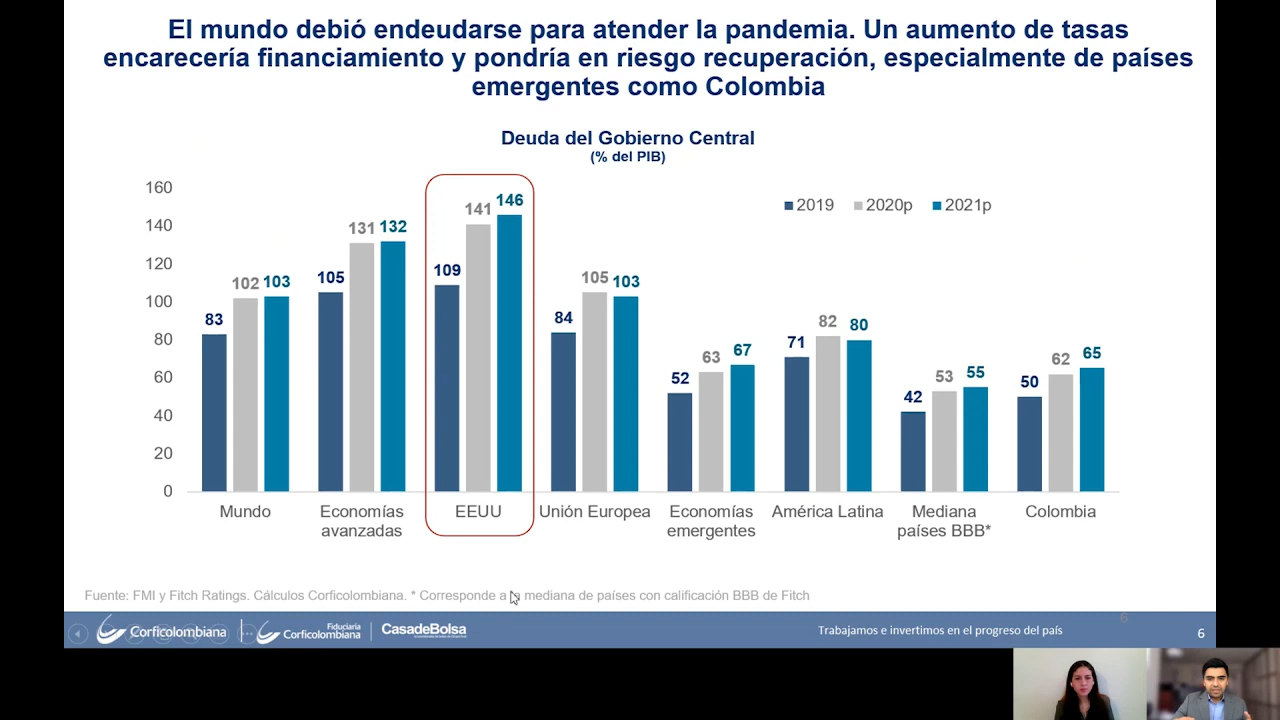 El mundo debió endeudarse para atender la pandemia. Un aumento de tasas
encarecería financiamiento y pondría en riesgo recuperación, especialmente de países
emergentes como Colombia
Deuda del Gobierno Central
(% del PIB)
2019 2020p 2021p
160
140
120
100
80
60
40
20
0
83 102 103
105 131 132
109 141 146
84 105 103
52 63 67
71 82 80
42 53 55
50 62 65
Mundo
Economías
avanzadas
EEUU
Unión Europea
Economías
emergentes
América Latina
Mediana
países BBB*
Colombia
Fuente: FMI y Fitch Ratings. Cálculos Corficolombiana. * Corresponde a la mediana de países con calificación BBB de Fitch
Corficolombiana
Fiduciaria
Corficolombiana
CasadeBolsa
Trabajamos e invertimos en el progreso del país
6
6